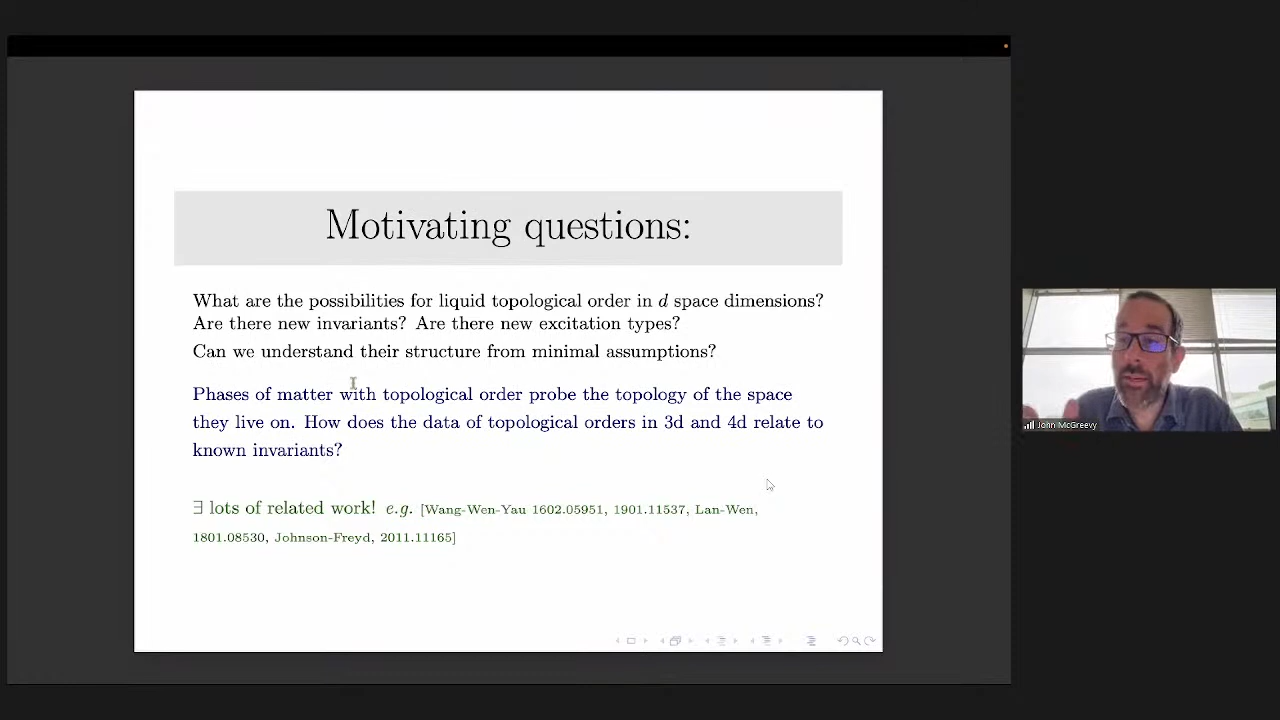 Motivating questions:
What are the possibilities for liquid topological order in d space dimensions?
Are there new invariants? Are there new excitation types?
Can we understand their structure from minimal assumptions?
Phases of matter with topological order probe the topology of the space
they live on. How does the data of topological orders in 3d and 4d relate to
known invariants?
∃ lots of related work! e.g. [Wang-Wen-Yau 1602.05951, 1901.11537, Lan-Wen,
1801.08530, Johnson-Freyd, 2011.11165]
John McGreevy